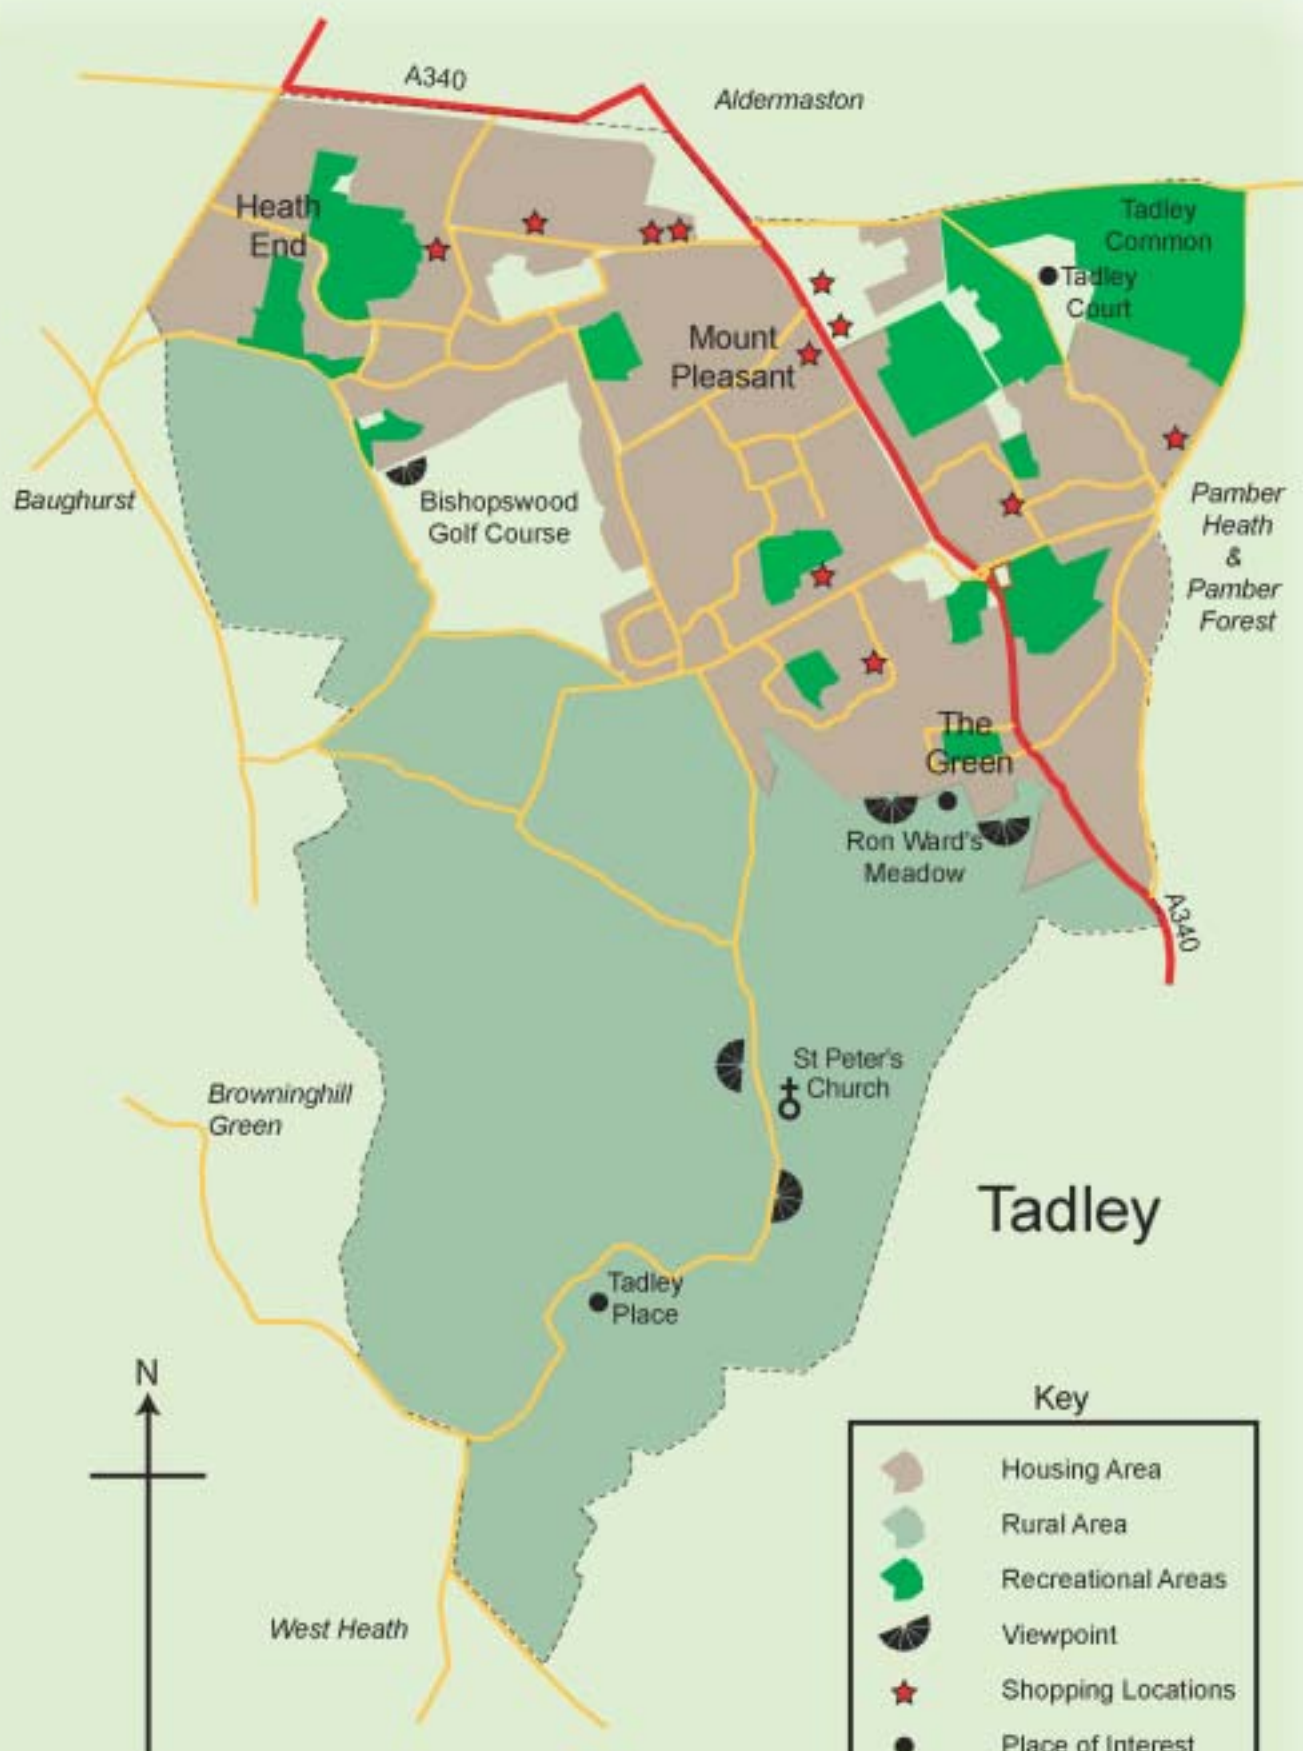 A340
Aldermaston
Heath
End
Tadley
Common
Tadley
Court
Mount
Pleasant
Baughurst
Bishopswood
Golf Course
Pamber
Heath
&
Pamber
Forest
The
Green
Ron Ward's
Meadow
A340
St Peter's
Church
Browninghill
Green
Tadley
Tadley
Place
N
Key
Housing Area
Rural Area
Recreational Areas
Viewpoint
West Heath
Shopping Locations
Place of Interest